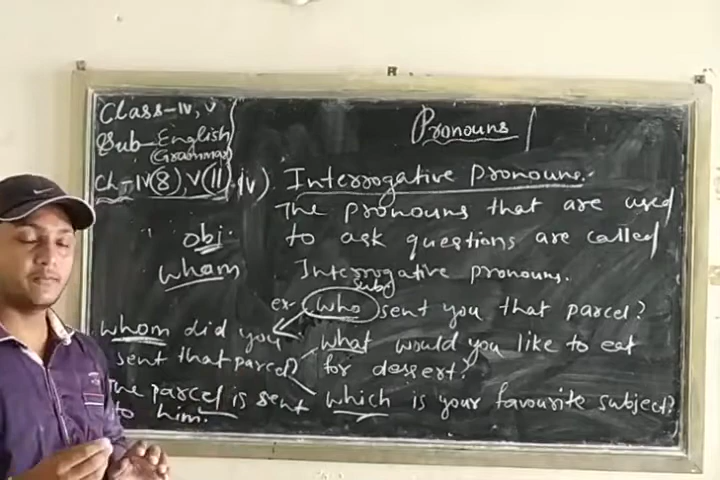 Class-IV, V
Sub-English
(Grammar)
Ch-IV(8), V(11)
Pronouns
iv) Interrogative pronouns:-
The pronouns that are used
to ask questions are called
Interrogative pronouns.
subj
ex- who sent you that parcel?
what would you like to eat
for dessert?
which is your favourite subject?
obj.
wham
whom did you
sent that parcel?
The parcel is sent
to him.